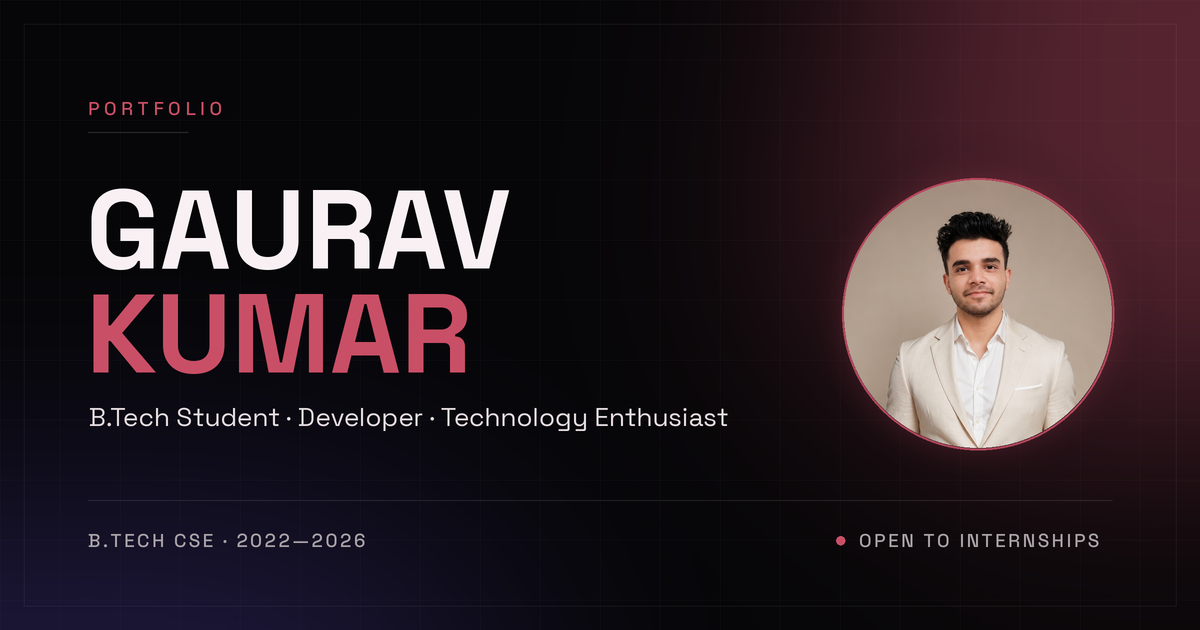 PORTFOLIO
GAURAV
KUMAR
B.Tech Student · Developer · Technology Enthusiast
B.TECH CSE · 2022—2026
OPEN TO INTERNSHIPS